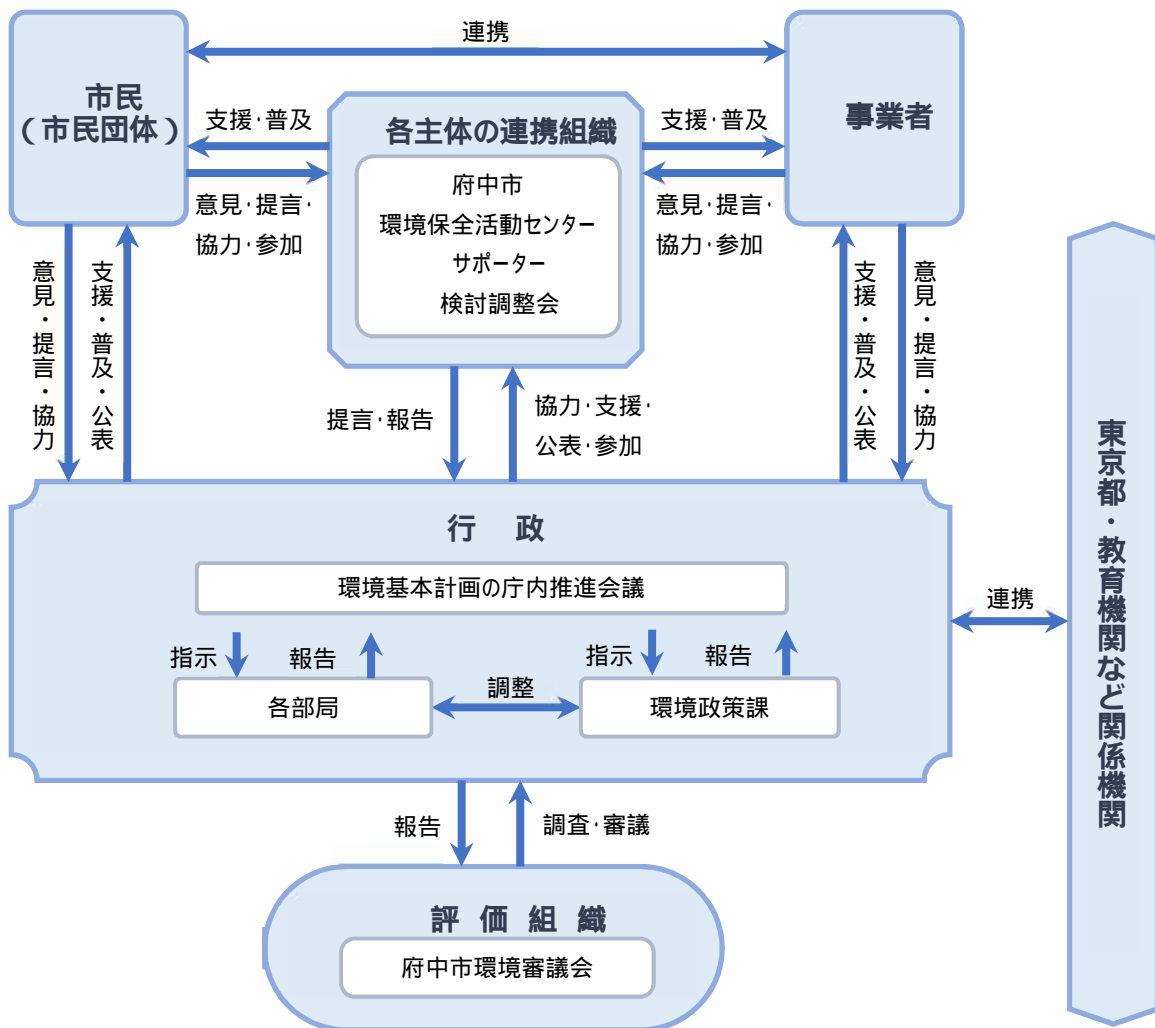 連携
市民
（市民団体）
事業者
支援・普及
各主体の連携組織
支援・普及
意見・提言・
協力・参加
府中市
環境保全活動センター
サポーター
検討調整会
意見・提言・
協力・参加
意見・提言・協力
支援・普及・公表
提言・報告
協力・支援・
公表・参加
支援・普及・公表
意見・提言・協力
東京都・教育機関など関係機関
行　政
環境基本計画の庁内推進会議
連携
指示
報告
指示
報告
各部局
調整
環境政策課
報告
調査・審議
評 価 組 織
府中市環境審議会